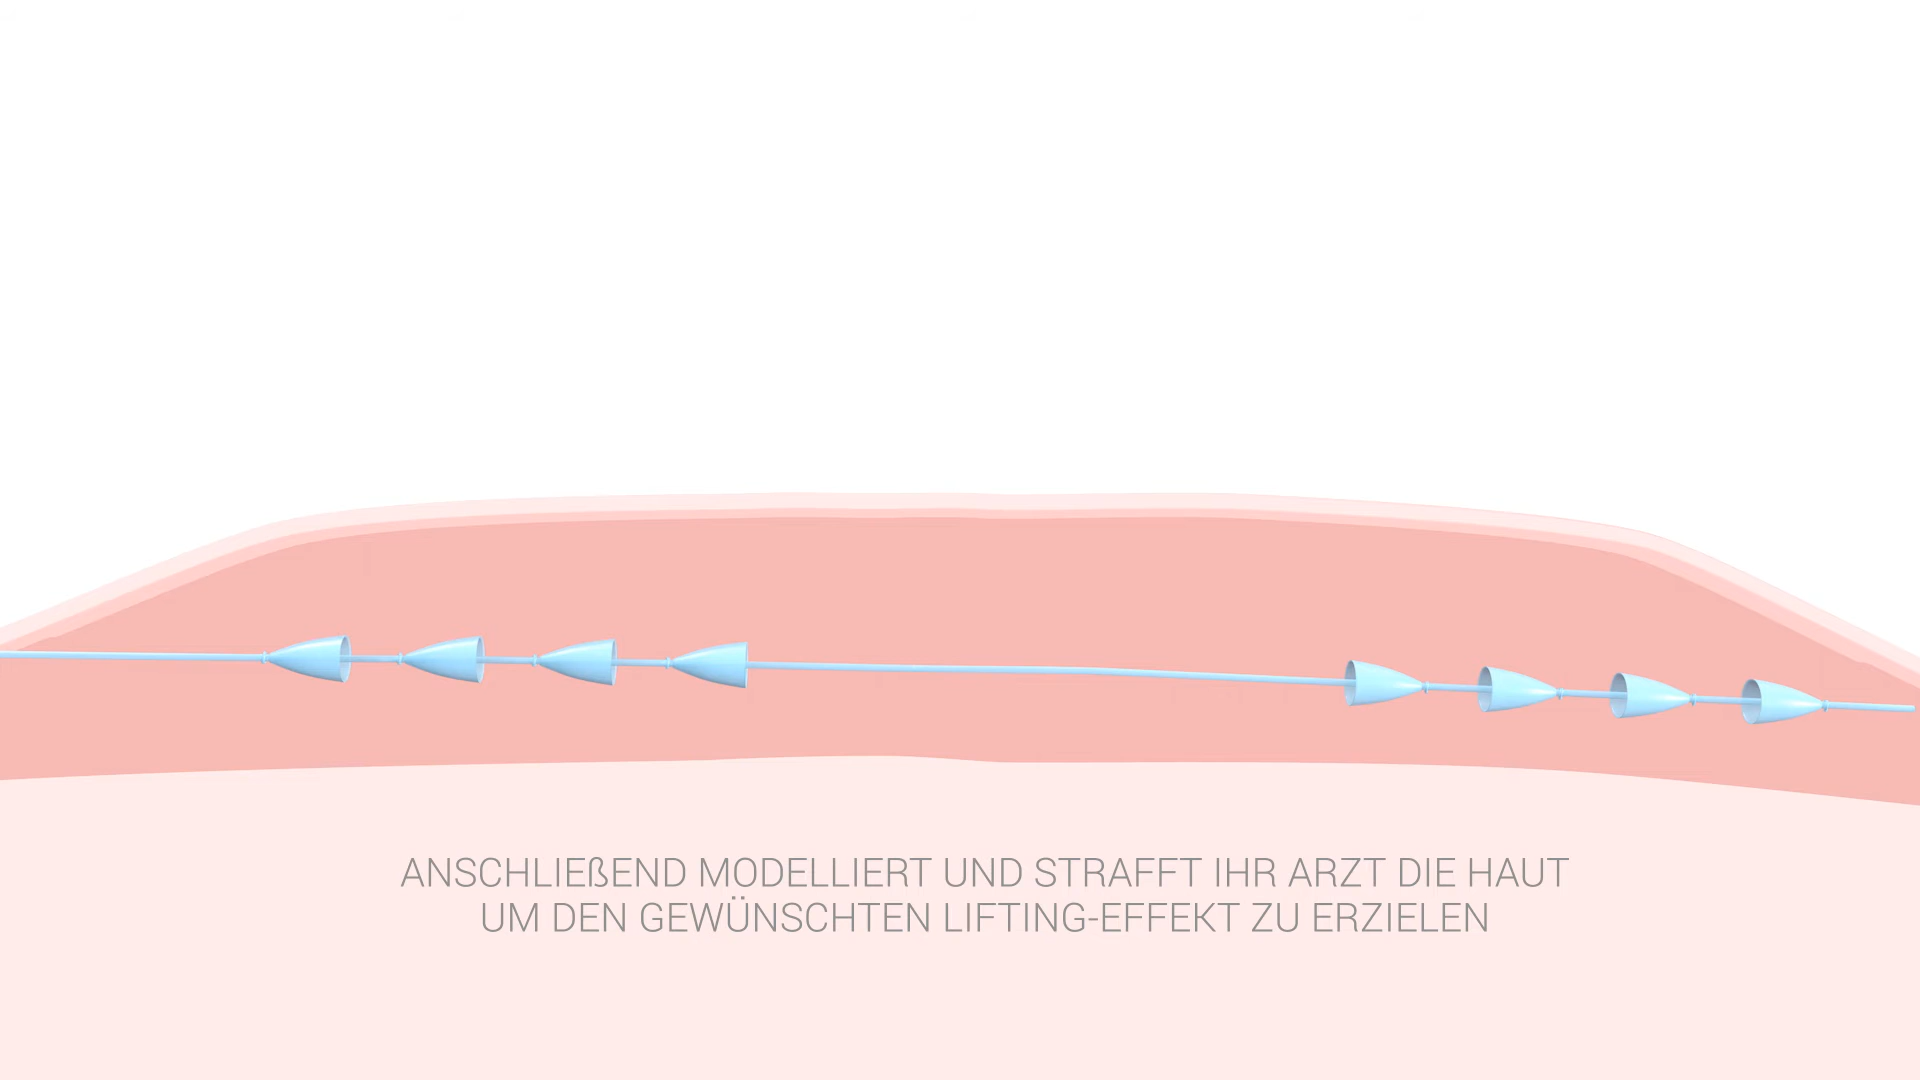 ANSCHLIEßEND MODELLIERT UND STRAFFT IHR ARZT DIE HAUT
UM DEN GEWÜNSCHTEN LIFTING-EFFEKT ZU ERZIELEN